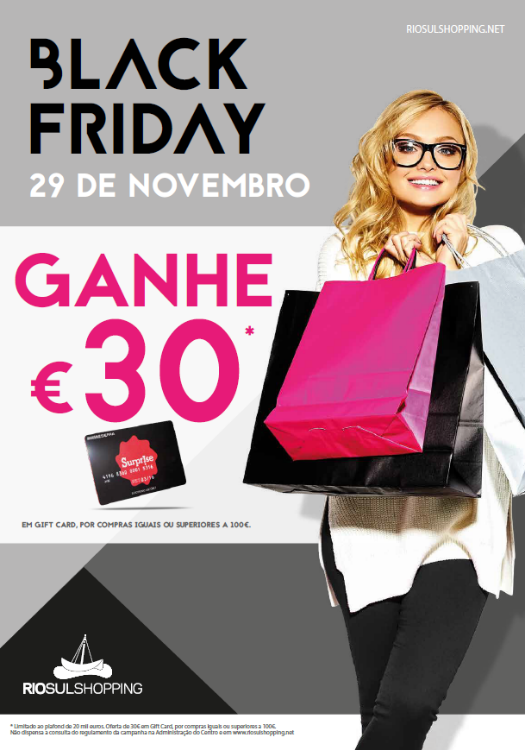 RIOSULSHOPPING.NET
BLACK
FRIDAY
29 DE NOVEMBRO
GANHE
€30*
Surprise
EM GIFT CARD, POR COMPRAS IGUAIS OU SUPERIORES A 100€.
RIOSULSHOPPING
* Limitado ao plafond de 20 mil euros. Oferta de 30€ em Gift Card, por compras iguais ou superiores a 100€.
Não dispensa a consulta do regulamento da campanha na Administração do Centro e em www.riosulshopping.net